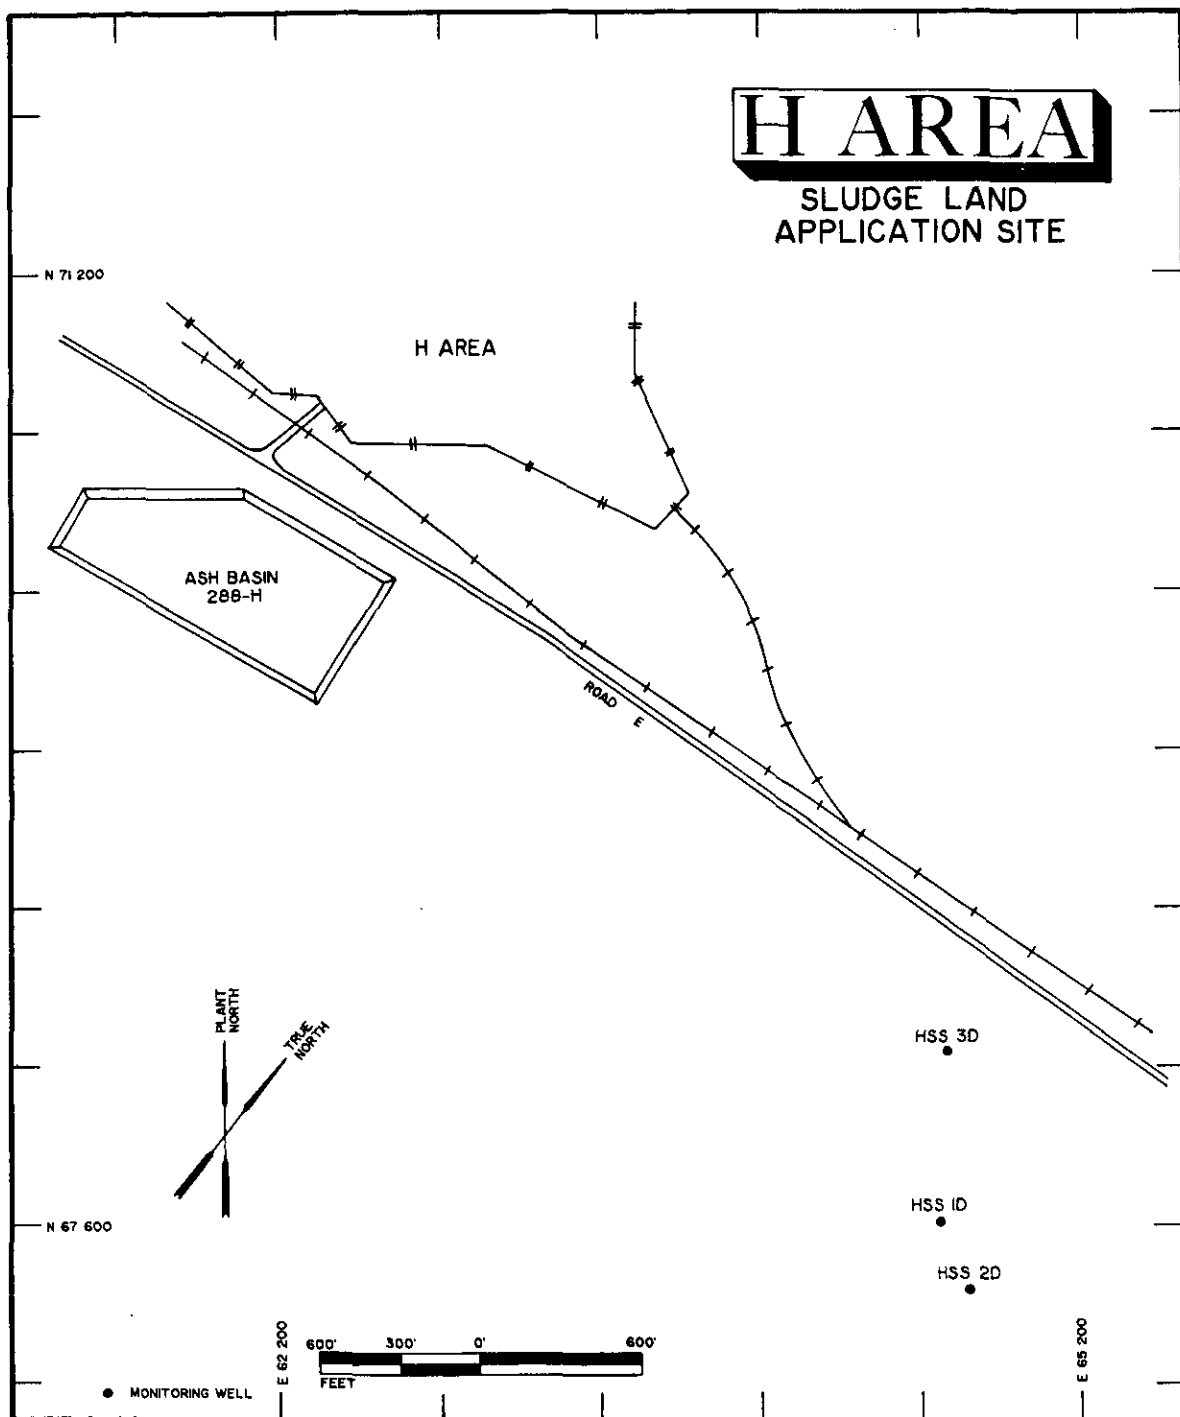 H AREA
SLUDGE LAND
APPLICATION SITE
N 71 200
H AREA
ASH BASIN
288-H
ROAD E
PLANT
NORTH
TRUE
NORTH
HSS 3D
N 67 600
HSS 1D
HSS 2D
E 62 200
600' 300' 0' 600'
FEET
E 65 200
MONITORING WELL